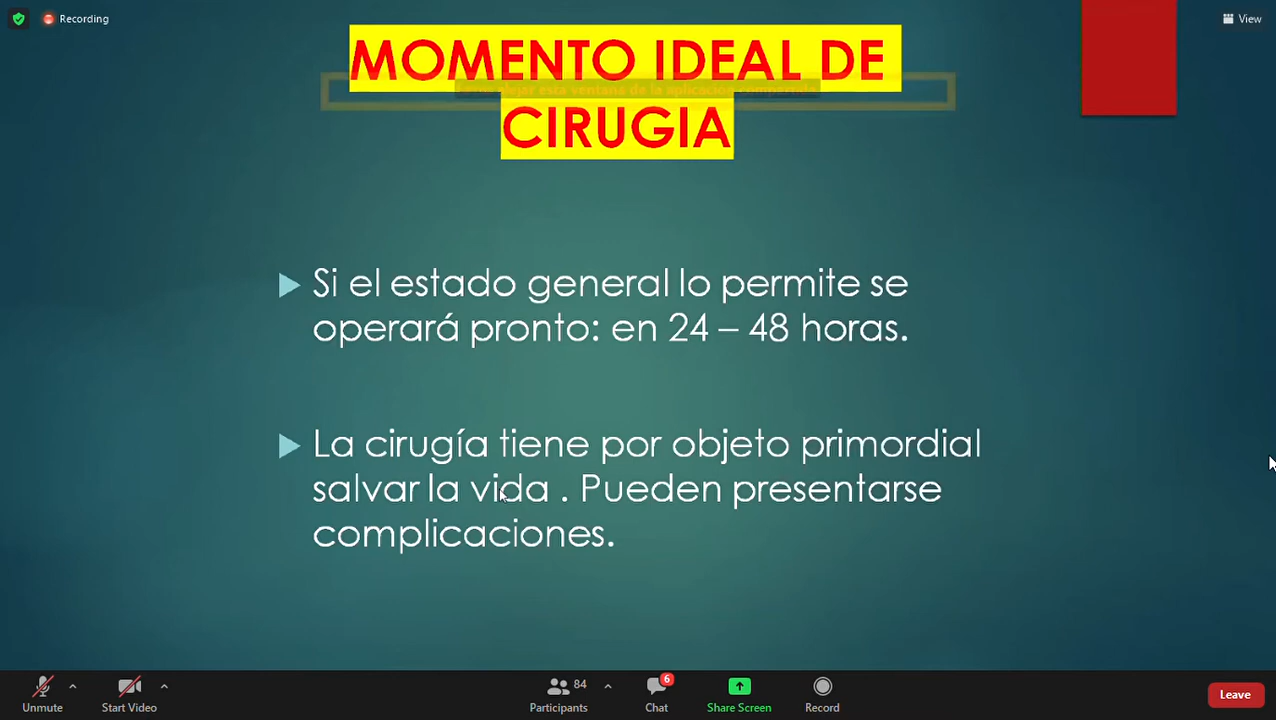 Recording
View
MOMENTO IDEAL DE
CIRUGIA
Si el estado general lo permite se
operará pronto: en 24 – 48 horas.
La cirugía tiene por objeto primordial
salvar la vida . Pueden presentarse
complicaciones.
84
6
Unmute
Start Video
Participants
Chat
Share Screen
Record
Leave